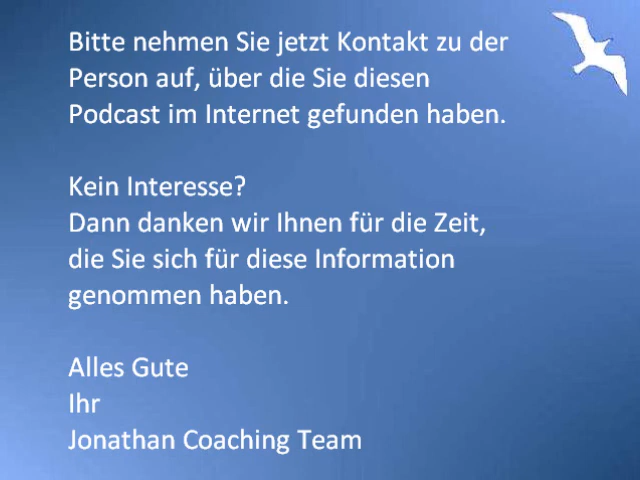 Bitte nehmen Sie jetzt Kontakt zu der
Person auf, über die Sie diesen
Podcast im Internet gefunden haben.
Kein Interesse?
Dann danken wir Ihnen für die Zeit,
die Sie sich für diese Information
genommen haben.
Alles Gute
Ihr
Jonathan Coaching Team